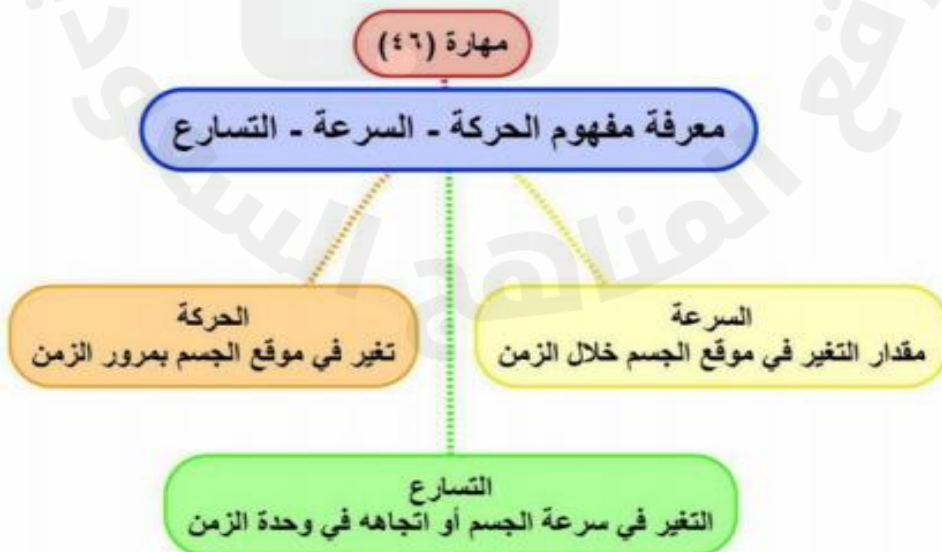 مهارة (٤٦)
معرفة مفهوم الحركة - السرعة - التسارع
السرعة
مقدار التغير في موقع الجسم خلال الزمن
الحركة
تغير في موقع الجسم بمرور الزمن
التسارع
التغير في سرعة الجسم أو اتجاهه في وحدة الزمن